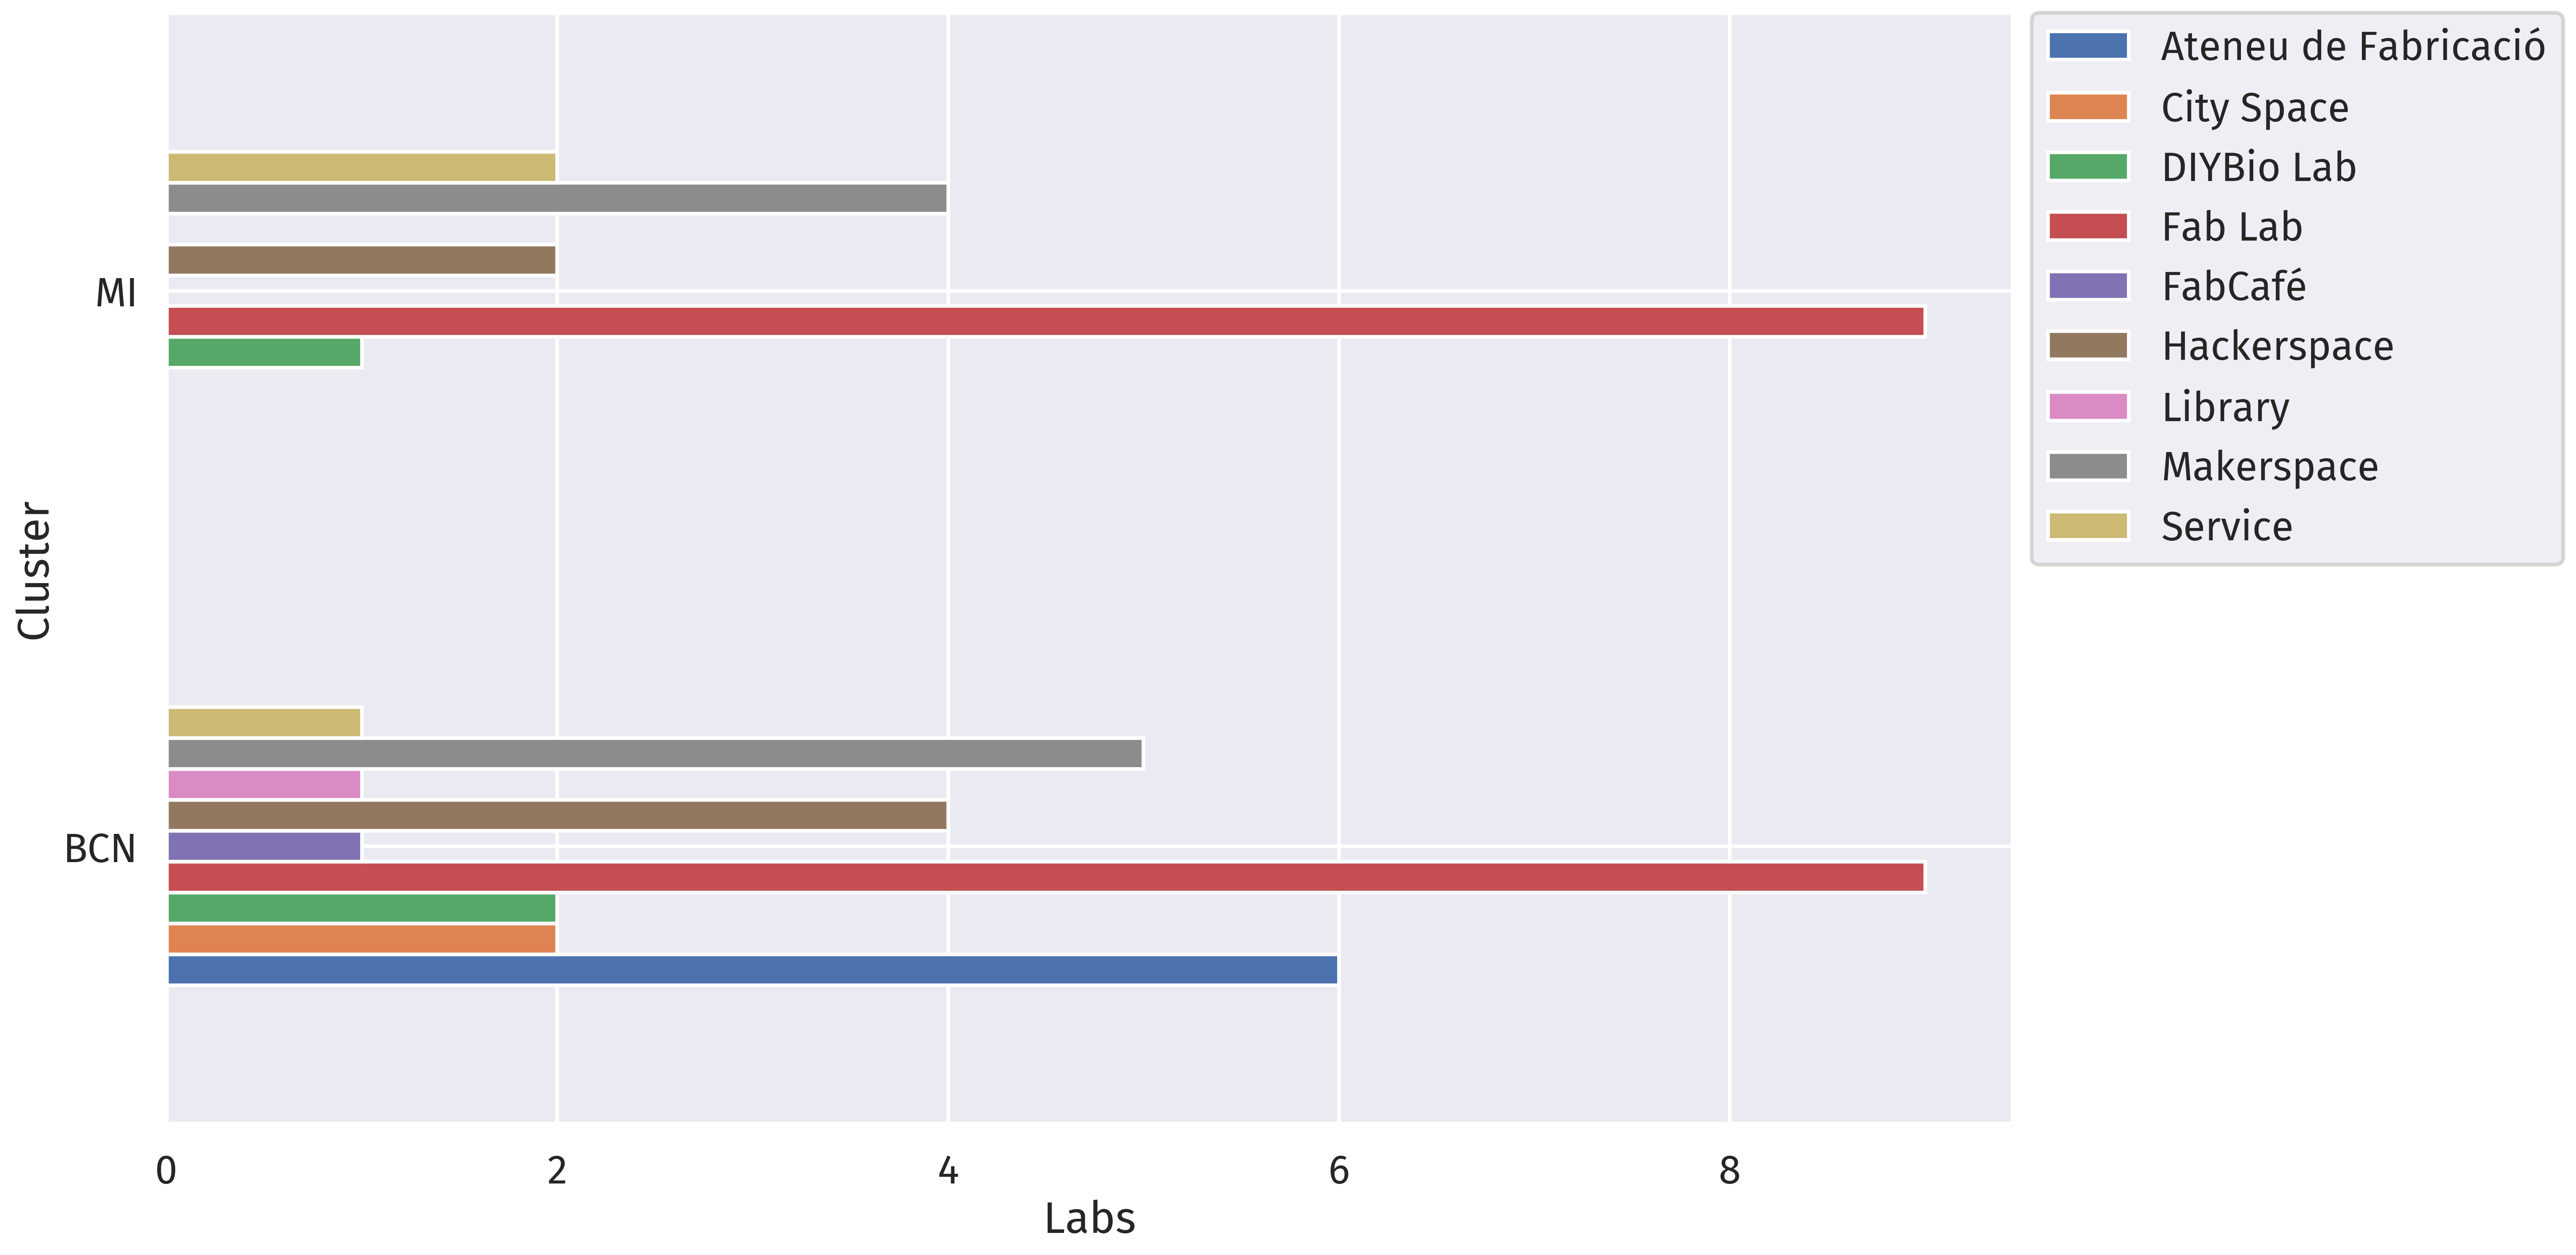 Ateneu de Fabricació
City Space
DIYBio Lab
Fab Lab
FabCafé
Hackerspace
Library
Makerspace
Service
MI
BCN
Cluster
0 2 4 6 8
Labs